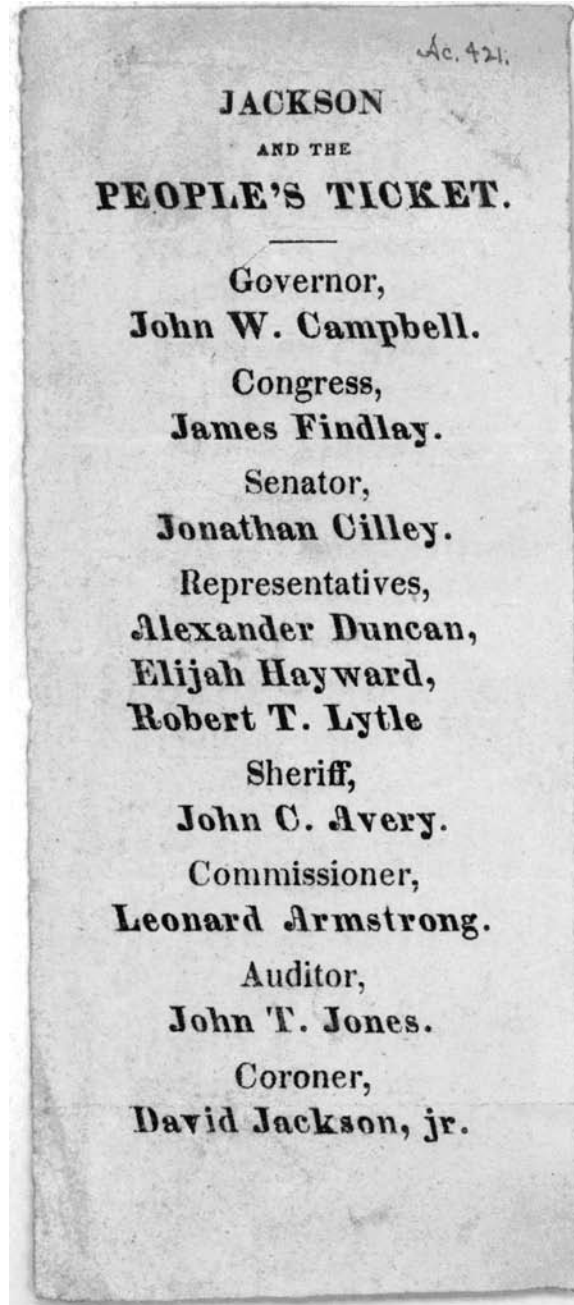 Ac. 421.
JACKSON
AND THE
PEOPLE'S TICKET.
Governor,
John W. Campbell.
Congress,
James Findlay.
Senator,
Jonathan Cilley.
Representatives,
Alexander Duncan,
Elijah Hayward,
Robert T. Lytle
Sheriff,
John C. Avery.
Commissioner,
Leonard Armstrong.
Auditor,
John T. Jones.
Coroner,
David Jackson, jr.